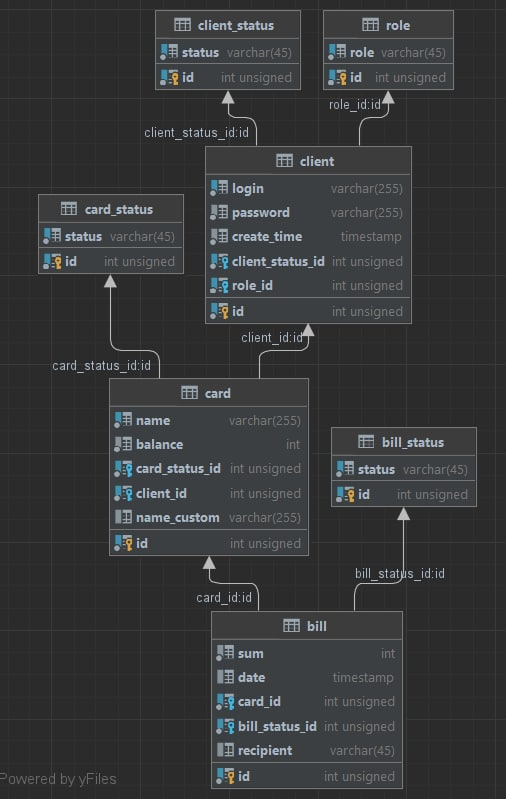 client_status
status varchar(45)
id int unsigned
role
role varchar(45)
id int unsigned
client_status_id:id
role_id:id
client
login varchar(255)
password varchar(255)
create_time timestamp
client_status_id int unsigned
role_id int unsigned
id int unsigned
card_status
status varchar(45)
id int unsigned
client_id:id
card_status_id:id
card
name varchar(255)
balance int
card_status_id int unsigned
client_id int unsigned
name_custom varchar(255)
id int unsigned
bill_status
status varchar(45)
id int unsigned
bill_status_id:id
card_id:id
bill
sum int
date timestamp
card_id int unsigned
bill_status_id int unsigned
recipient varchar(45)
id int unsigned
Powered by yFiles